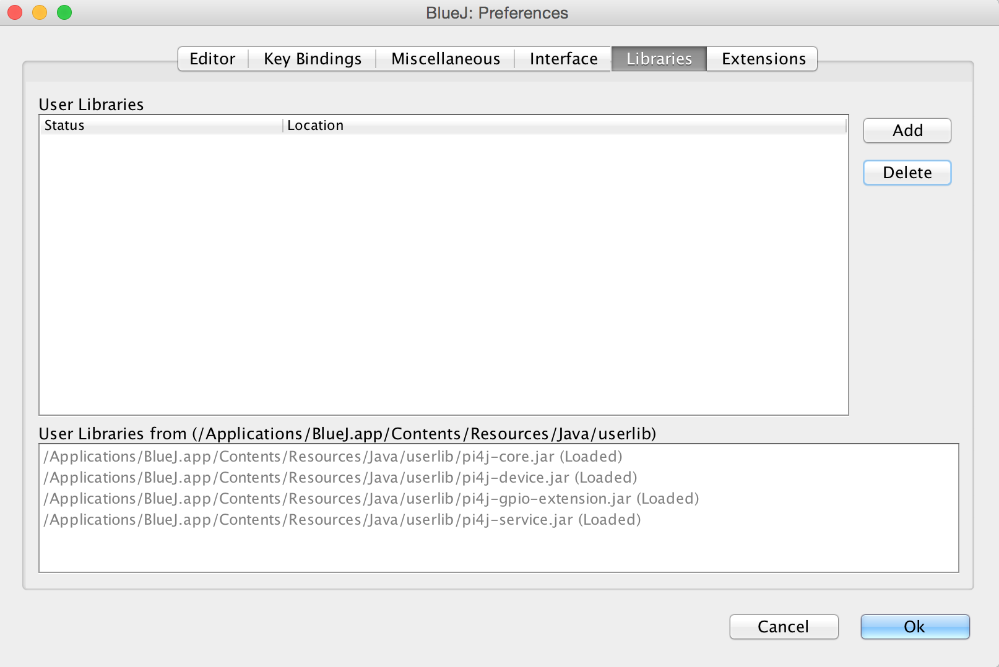 BlueJ: Preferences
Editor Key Bindings Miscellaneous Interface Libraries Extensions
User Libraries
Status Location
Add
Delete
User Libraries from (/Applications/BlueJ.app/Contents/Resources/Java/userlib)
/Applications/BlueJ.app/Contents/Resources/Java/userlib/pi4j-core.jar (Loaded)
/Applications/BlueJ.app/Contents/Resources/Java/userlib/pi4j-device.jar (Loaded)
/Applications/BlueJ.app/Contents/Resources/Java/userlib/pi4j-gpio-extension.jar (Loaded)
/Applications/BlueJ.app/Contents/Resources/Java/userlib/pi4j-service.jar (Loaded)
Cancel Ok